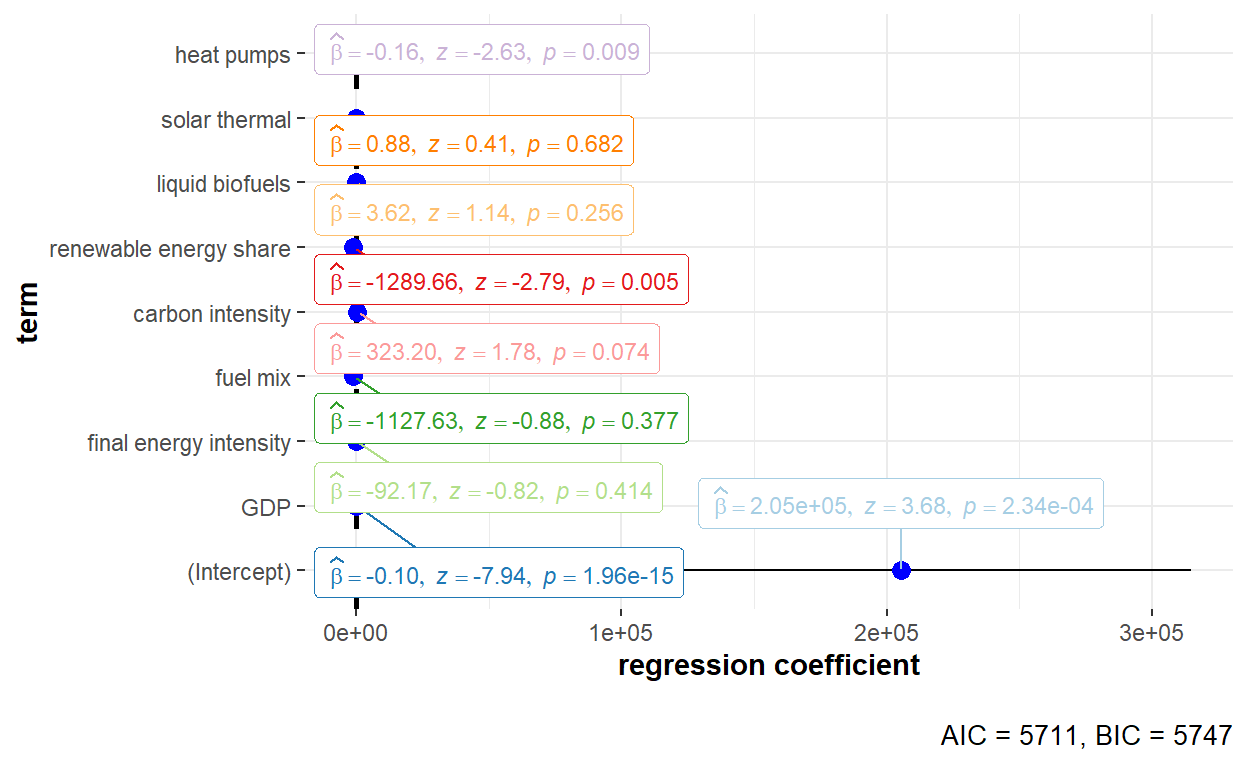 heat pumps
β̂ = -0.16, z = -2.63, p = 0.009
solar thermal
β̂ = 0.88, z = 0.41, p = 0.682
liquid biofuels
β̂ = 3.62, z = 1.14, p = 0.256
renewable energy share
β̂ = -1289.66, z = -2.79, p = 0.005
carbon intensity
β̂ = 323.20, z = 1.78, p = 0.074
fuel mix
β̂ = -1127.63, z = -0.88, p = 0.377
final energy intensity
β̂ = -92.17, z = -0.82, p = 0.414
GDP
β̂ = 2.05e+05, z = 3.68, p = 2.34e-04
(Intercept)
β̂ = -0.10, z = -7.94, p = 1.96e-15
term
0e+00 1e+05 2e+05 3e+05
regression coefficient
AIC = 5711, BIC = 5747